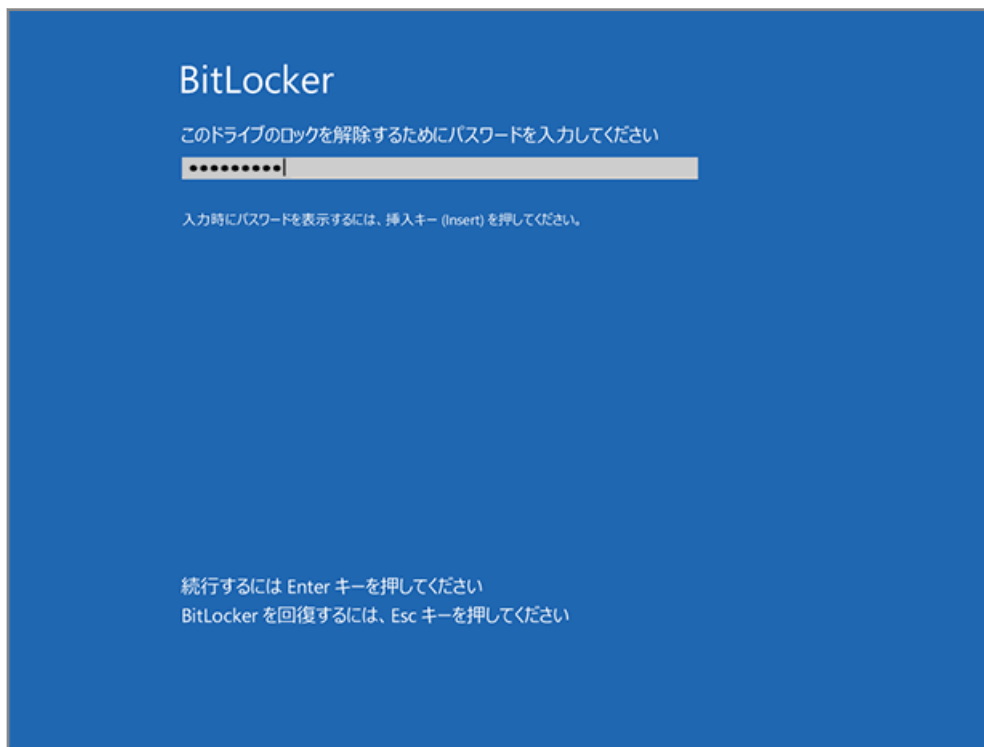 BitLocker
このドライブのロックを解除するためにパスワードを入力してください
●●●●●●●●●
入力時にパスワードを表示するには、挿入キー (Insert) を押してください。
続行するには Enter キーを押してください
BitLocker を回復するには、Esc キーを押してください